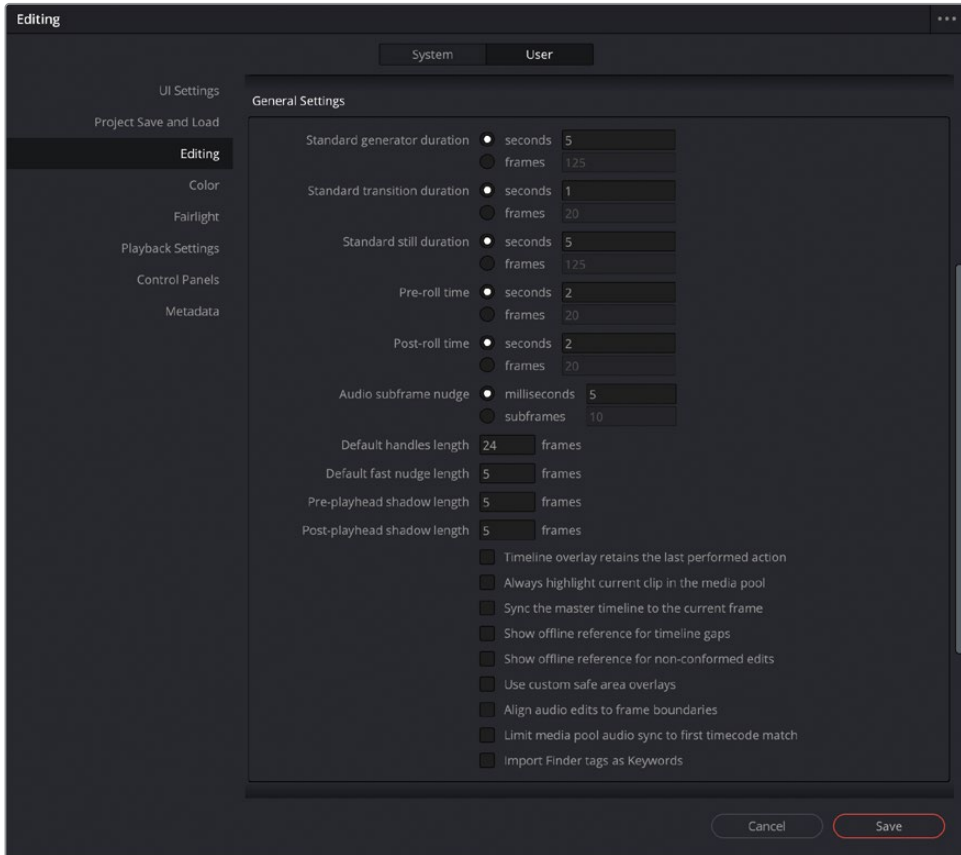 Editing
System
User
UI Settings
Project Save and Load
Editing
Color
Fairlight
Playback Settings
Control Panels
Metadata
General Settings
Standard generator duration seconds 5
frames 125
Standard transition duration seconds 1
frames 20
Standard still duration seconds 5
frames 125
Pre-roll time seconds 2
frames 20
Post-roll time seconds 2
frames 20
Audio subframe nudge milliseconds 5
subframes 10
Default handles length 24 frames
Default fast nudge length 5 frames
Pre-playhead shadow length 5 frames
Post-playhead shadow length 5 frames
Timeline overlay retains the last performed action
Always highlight current clip in the media pool
Sync the master timeline to the current frame
Show offline reference for timeline gaps
Show offline reference for non-conformed edits
Use custom safe area overlays
Align audio edits to frame boundaries
Limit media pool audio sync to first timecode match
Import Finder tags as Keywords
Cancel
Save